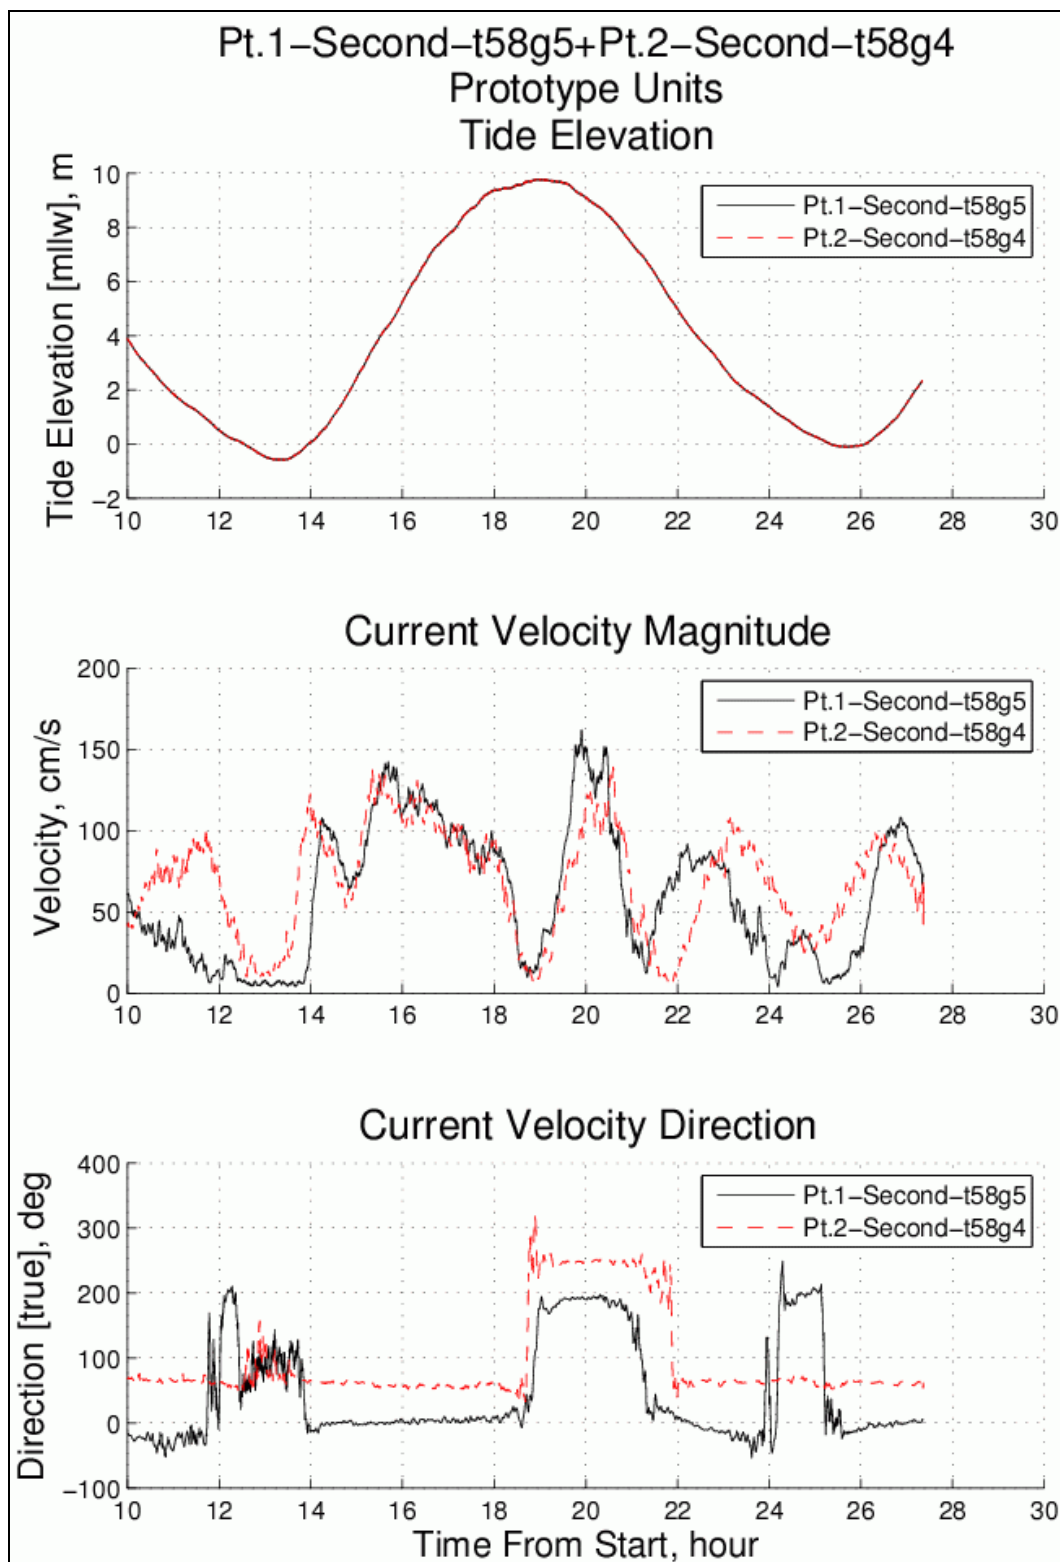 Pt.1−Second−t58g5+Pt.2−Second−t58g4
Prototype Units
Tide Elevation
Tide Elevation [mllw], m
10
8
6
4
2
0
−2
Pt.1−Second−t58g5
Pt.2−Second−t58g4
10 12 14 16 18 20 22 24 26 28 30
Current Velocity Magnitude
Velocity, cm/s
200
150
100
50
0
Pt.1−Second−t58g5
Pt.2−Second−t58g4
10 12 14 16 18 20 22 24 26 28 30
Current Velocity Direction
Direction [true], deg
400
300
200
100
0
−100
Pt.1−Second−t58g5
Pt.2−Second−t58g4
10 12 14 16 18 20 22 24 26 28 30
Time From Start, hour